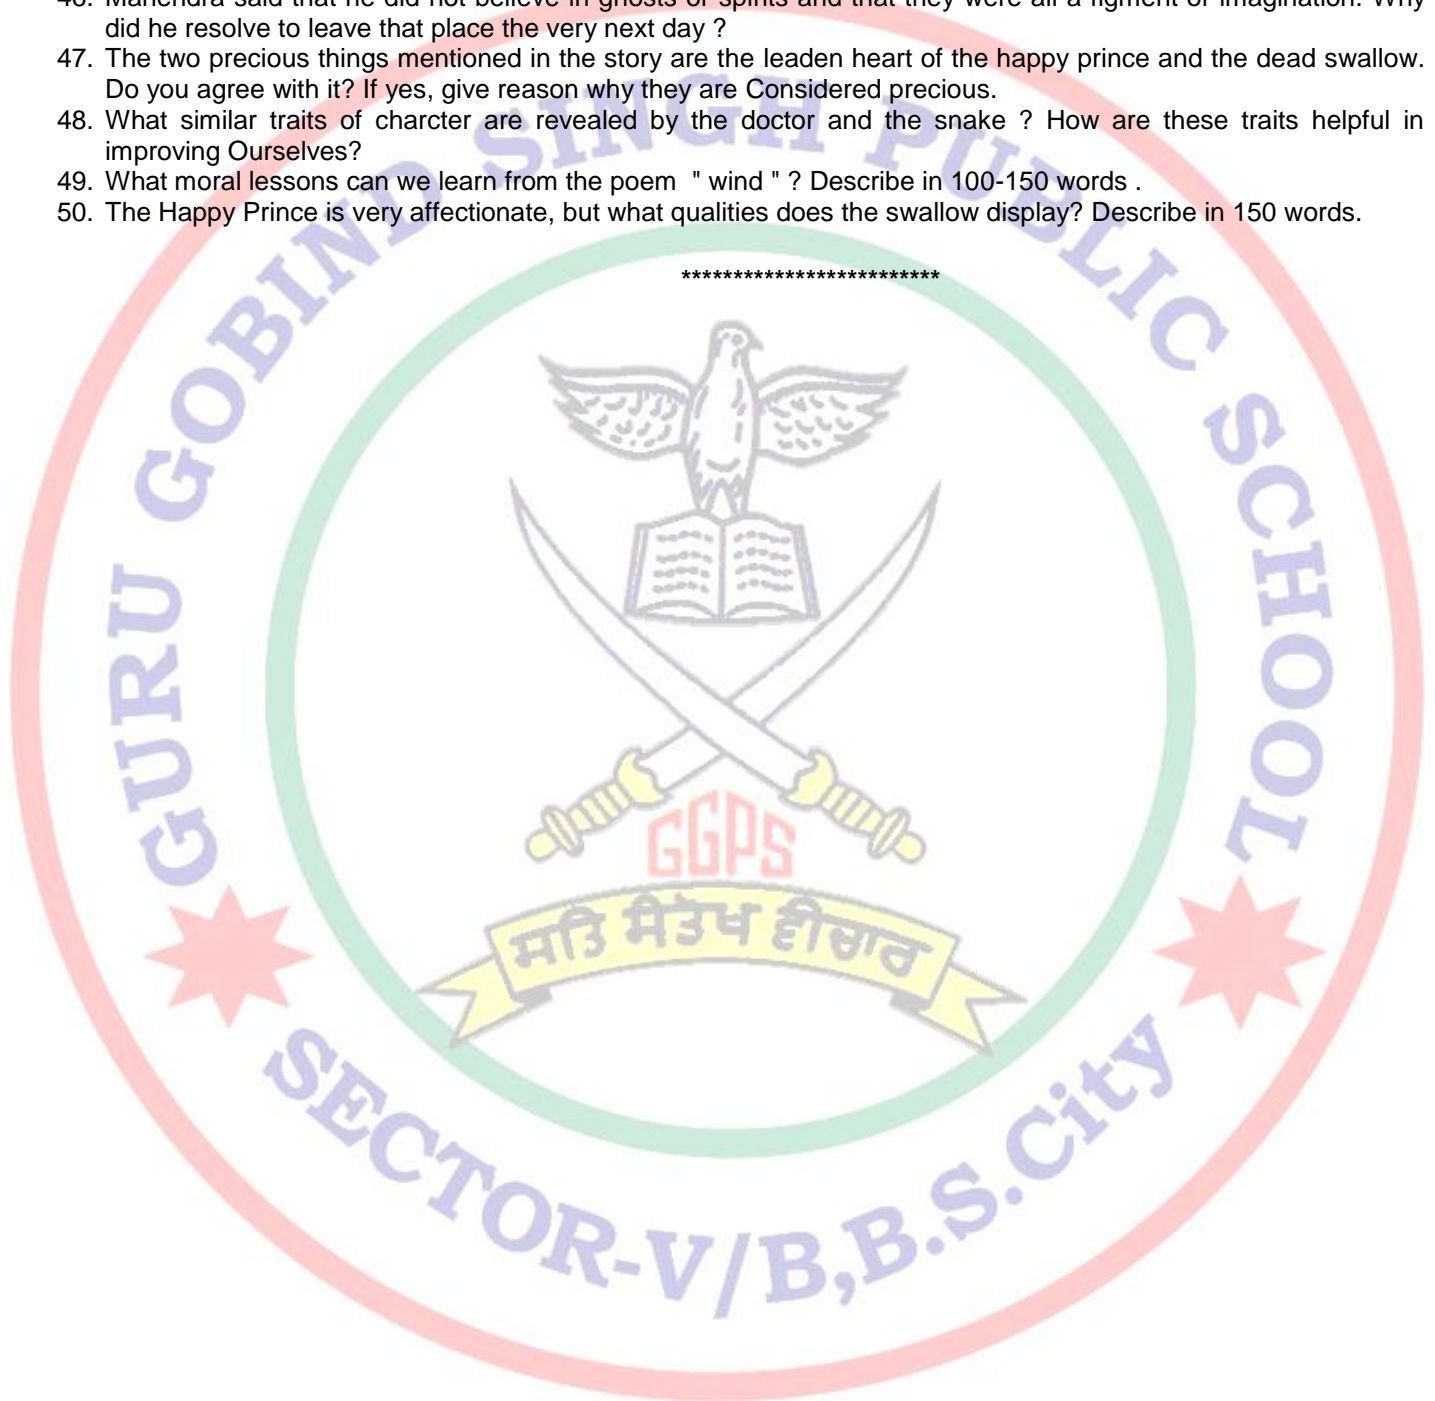 46. Mahendra said that he did not believe in ghosts or spirits and that they were all a figment of imagination. Why
did he resolve to leave that place the very next day ?
47. The two precious things mentioned in the story are the leaden heart of the happy prince and the dead swallow.
Do you agree with it? If yes, give reason why they are Considered precious.
48. What similar traits of charcter are revealed by the doctor and the snake ? How are these traits helpful in
improving Ourselves?
49. What moral lessons can we learn from the poem " wind " ? Describe in 100-150 words .
50. The Happy Prince is very affectionate, but what qualities does the swallow display? Describe in 150 words.
*************************
GURU GOBIND SINGH PUBLIC SCHOOL
GGPS
ਸਤਿ ਸੰਤੋਖ ਵੀਚਾਰ
SECTOR-V/B,B.S.City